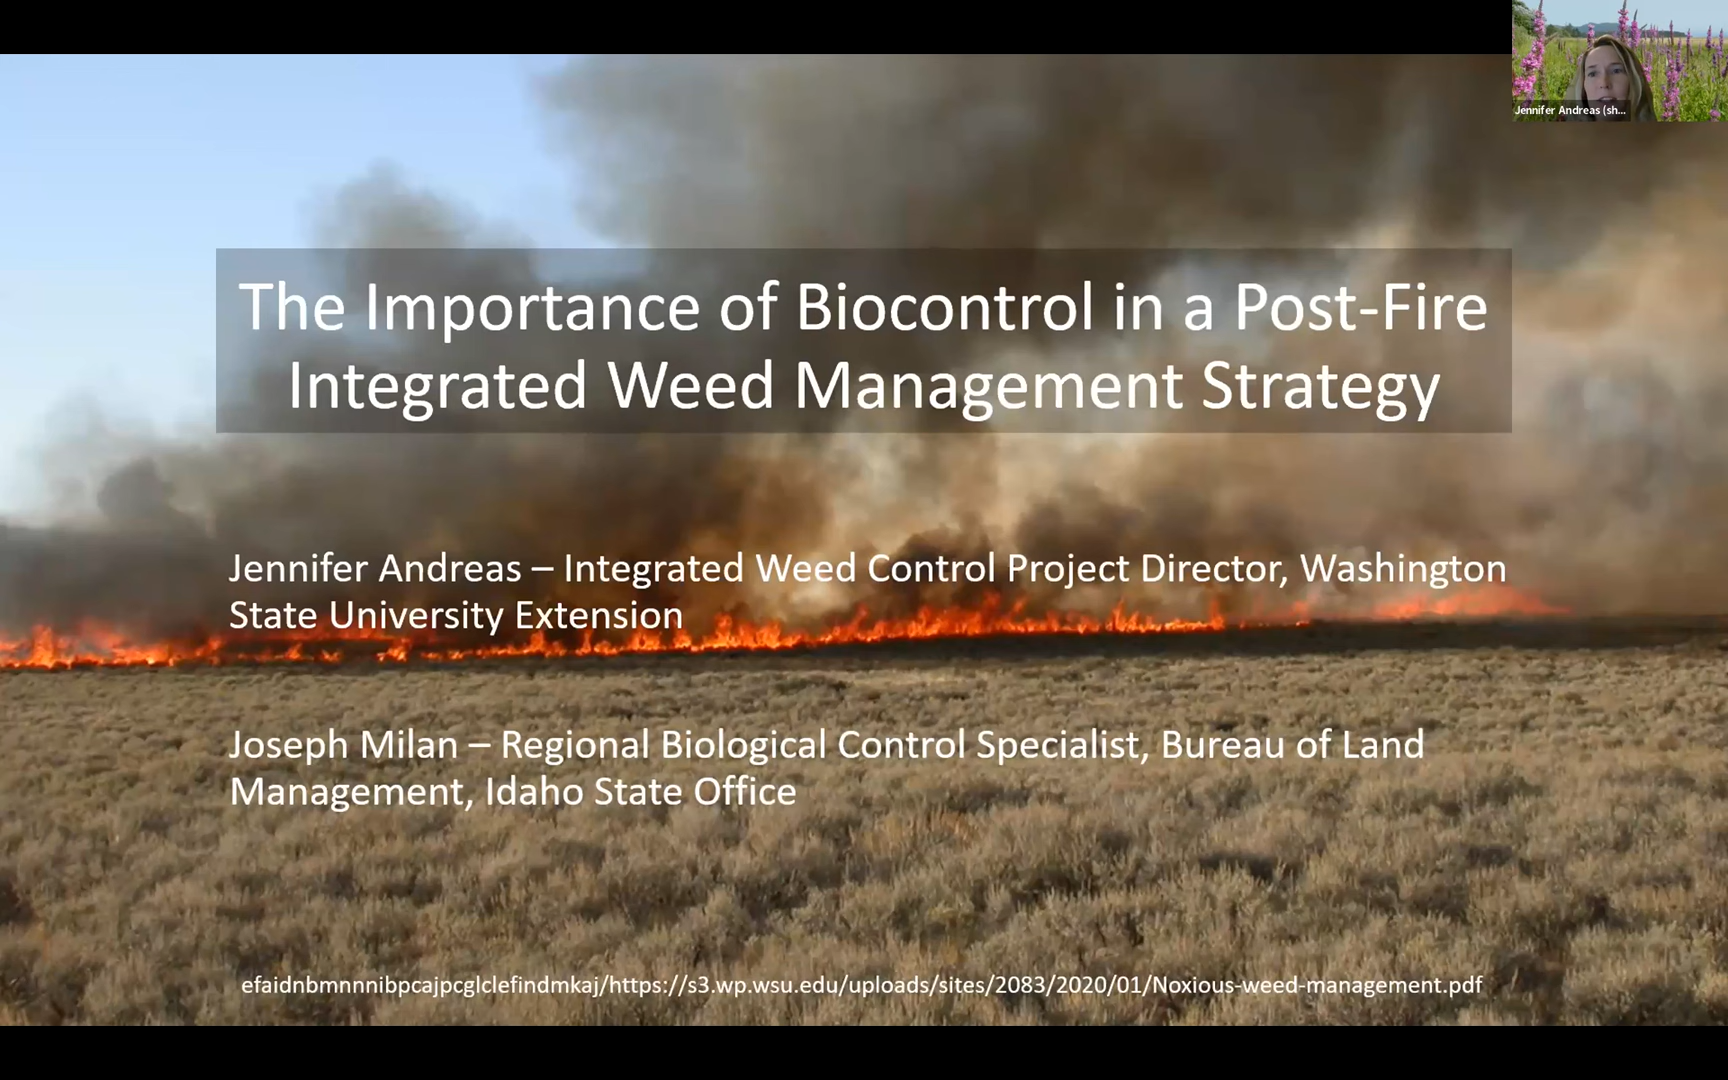 Jennifer Andreas (sh...
The Importance of Biocontrol in a Post-Fire
Integrated Weed Management Strategy
Jennifer Andreas – Integrated Weed Control Project Director, Washington
State University Extension
Joseph Milan – Regional Biological Control Specialist, Bureau of Land
Management, Idaho State Office
efaidnbmnnnibpcajpcglclefindmkaj/https://s3.wp.wsu.edu/uploads/sites/2083/2020/01/Noxious-weed-management.pdf